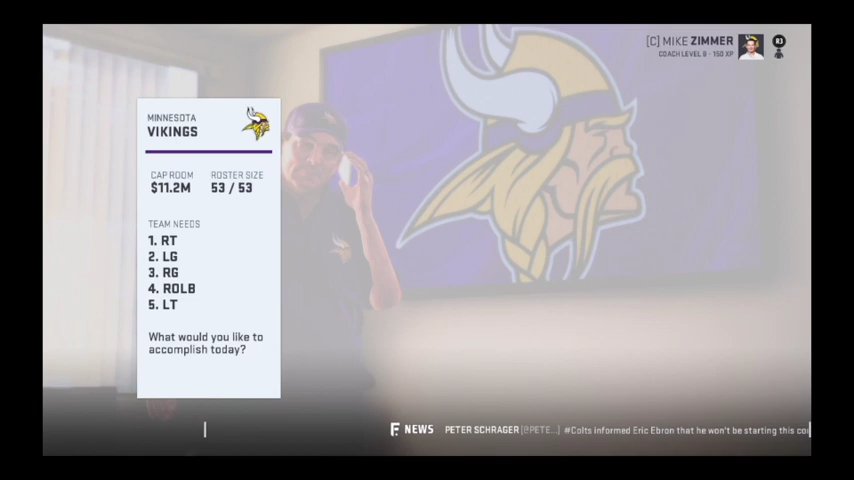 [C] MIKE ZIMMER
COACH LEVEL 6 - 150 XP
MINNESOTA
VIKINGS
CAP ROOM ROSTER SIZE
$11.2M 53 / 53
TEAM NEEDS
1. RT
2. LG
3. RG
4. ROLB
5. LT
What would you like to
accomplish today?
NEWS PETER SCHRAGER [@PETE...] #Colts informed Eric Ebron that he won't be starting this co